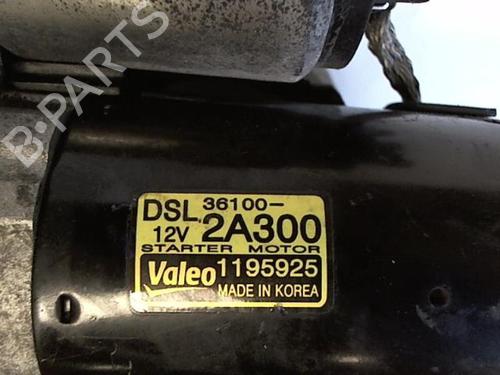 B-PARTS
DSL 36100-
12V 2A300
STARTER MOTOR
Valeo 1195925
MADE IN KOREA